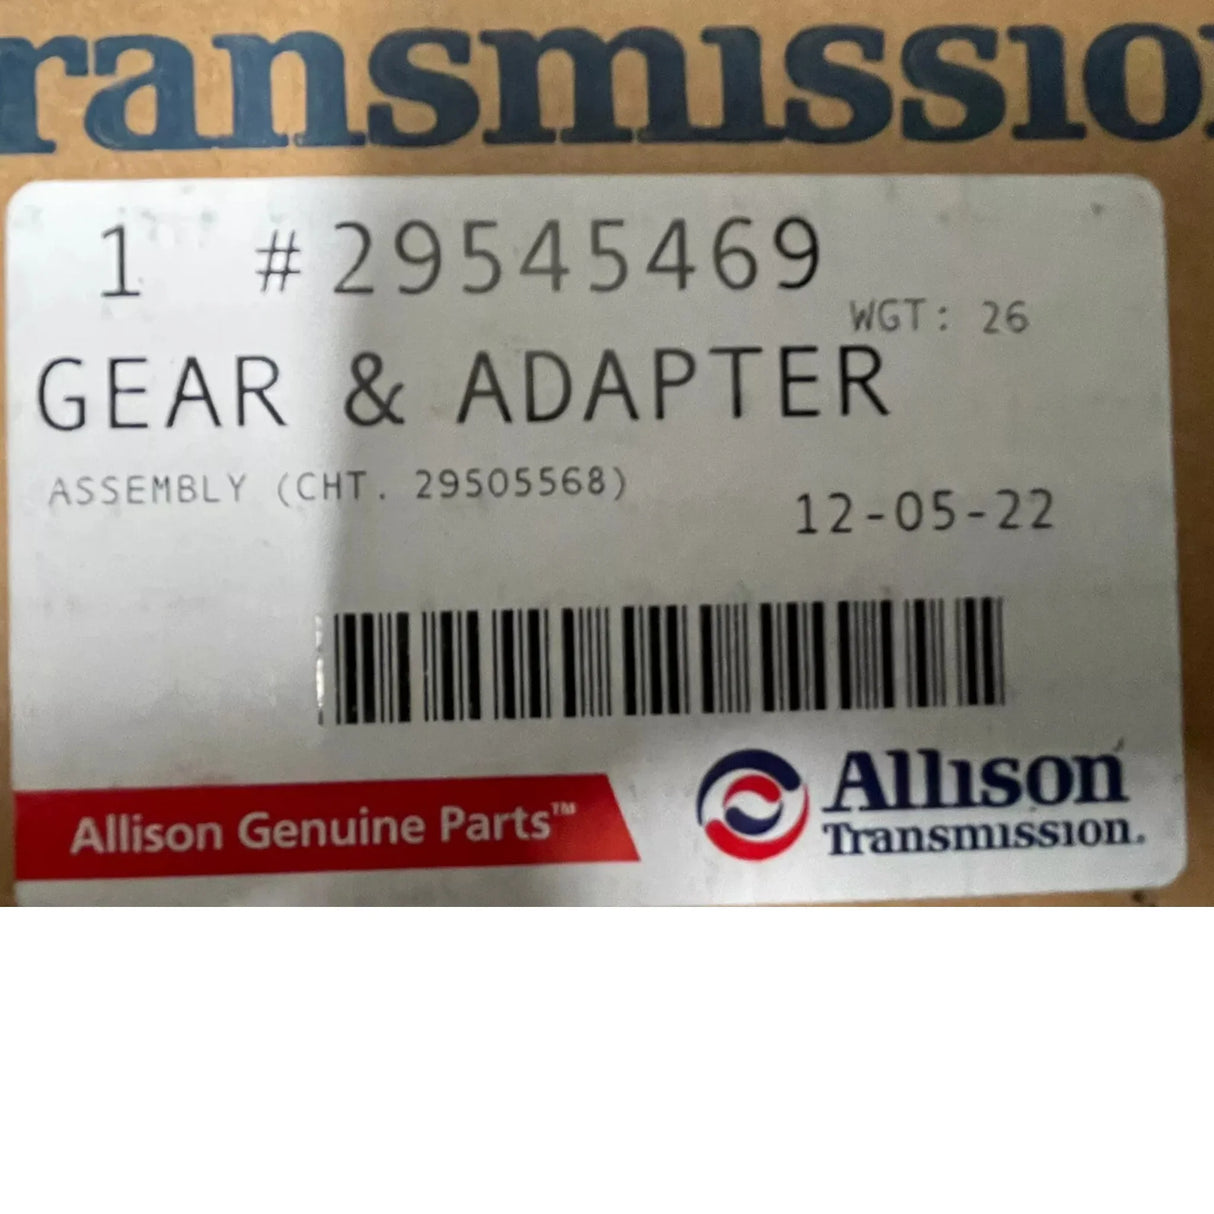 ransmissio
1 #29545469
WGT: 26
GEAR & ADAPTER
ASSEMBLY (CHT. 29505568)
12-05-22
Allison Genuine Parts™
Allison
Transmission.